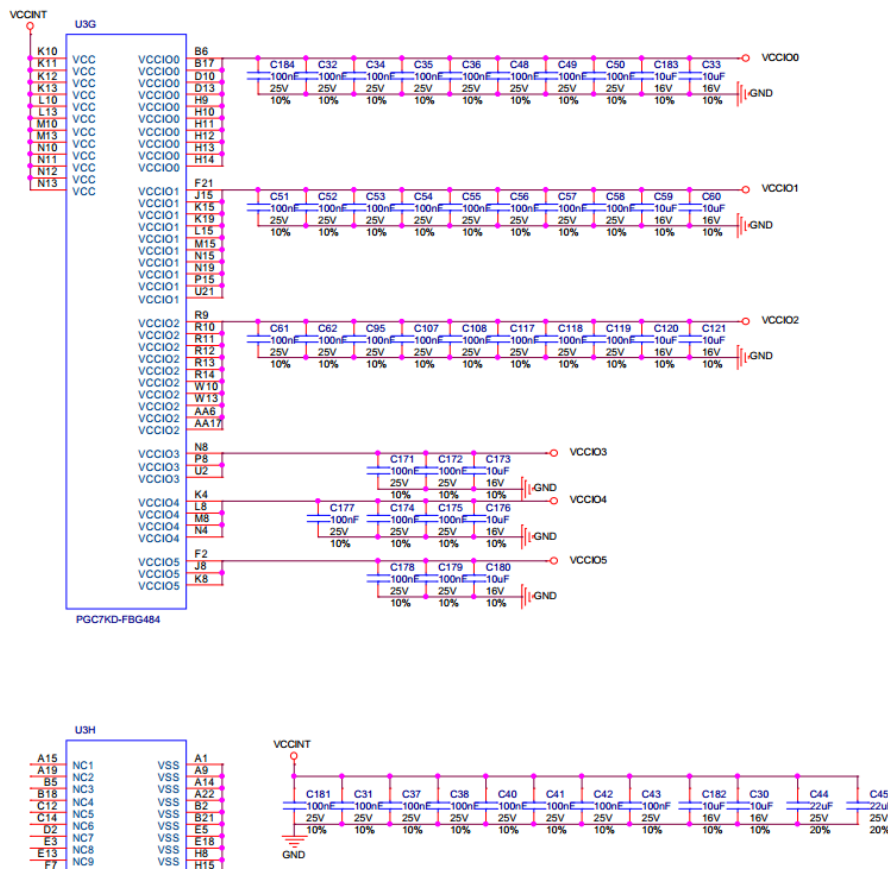 VCCINT
U3G
K10 VCC VCCIO0 B6
K11 VCC VCCIO0 B17
K12 VCC VCCIO0 D10
K13 VCC VCCIO0 D13
L10 VCC VCCIO0 H9
L13 VCC VCCIO0 H10
M10 VCC VCCIO0 H11
M13 VCC VCCIO0 H12
N10 VCC VCCIO0 H13
N11 VCC VCCIO0 H14
N12 VCC
N13 VCC
C184 C32 C34 C35 C36 C48 C49 C50 C183 C33 VCCIO0
100nF 100nF 100nF 100nF 100nF 100nF 100nF 100nF 10uF 10uF
25V 25V 25V 25V 25V 25V 25V 25V 16V 16V GND
10% 10% 10% 10% 10% 10% 10% 10% 10% 10%
VCCIO1 F21
VCCIO1 J15
VCCIO1 K15
VCCIO1 K19
VCCIO1 L15
VCCIO1 M15
VCCIO1 N15
VCCIO1 N19
VCCIO1 P15
VCCIO1 U21
C51 C52 C53 C54 C55 C56 C57 C58 C59 C60 VCCIO1
100nF 100nF 100nF 100nF 100nF 100nF 100nF 100nF 10uF 10uF
25V 25V 25V 25V 25V 25V 25V 25V 16V 16V GND
10% 10% 10% 10% 10% 10% 10% 10% 10% 10%
VCCIO2 R9
VCCIO2 R10
VCCIO2 R11
VCCIO2 R12
VCCIO2 R13
VCCIO2 R14
VCCIO2 W10
VCCIO2 W13
VCCIO2 AA6
VCCIO2 AA17
C61 C62 C95 C107 C108 C117 C118 C119 C120 C121 VCCIO2
100nF 100nF 100nF 100nF 100nF 100nF 100nF 100nF 10uF 10uF
25V 25V 25V 25V 25V 25V 25V 25V 16V 16V GND
10% 10% 10% 10% 10% 10% 10% 10% 10% 10%
VCCIO3 N8
VCCIO3 P8
VCCIO3 U2
C171 C172 C173 VCCIO3
100nF 100nF 10uF
25V 25V 16V GND
10% 10% 10%
VCCIO4 K4
VCCIO4 L8
VCCIO4 M8
VCCIO4 N4
C177 C174 C175 C176 VCCIO4
100nF 100nF 100nF 10uF
25V 25V 25V 16V GND
10% 10% 10% 10%
VCCIO5 F2
VCCIO5 J8
VCCIO5 K8
C178 C179 C180 VCCIO5
100nF 100nF 10uF
25V 25V 16V GND
10% 10% 10%
PGC7KD-FBG484
U3H
A15 NC1 VSS A1
A19 NC2 VSS A9
B5 NC3 VSS A14
B18 NC4 VSS A22
C12 NC5 VSS B2
C14 NC6 VSS B21
D2 NC7 VSS E5
E3 NC8 VSS E18
E13 NC9 VSS H8
F7 H15
VCCINT
C181 C31 C37 C38 C40 C41 C42 C43 C182 C30 C44 C45
100nF 100nF 100nF 100nF 100nF 100nF 100nF 100nF 10uF 10uF 22uF 22uF
25V 25V 25V 25V 25V 25V 25V 25V 16V 16V 25V 25V
10% 10% 10% 10% 10% 10% 10% 10% 10% 10% 20% 20%
GND